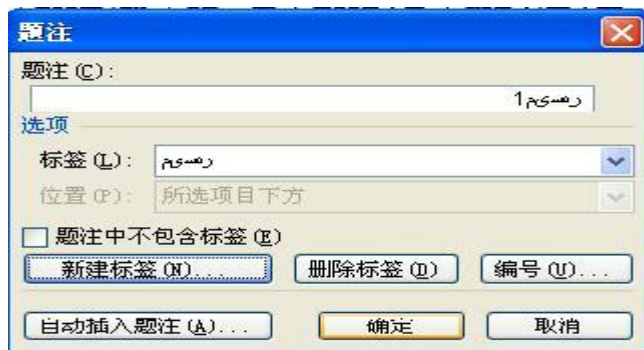 题注
题注(C):
رەسىم1
选项
标签(L): رەسىم
位置(P): 所选项目下方
题注中不包含标签(E)
新建标签(N)... 删除标签(D) 编号(U)...
自动插入题注(A)... 确定 取消